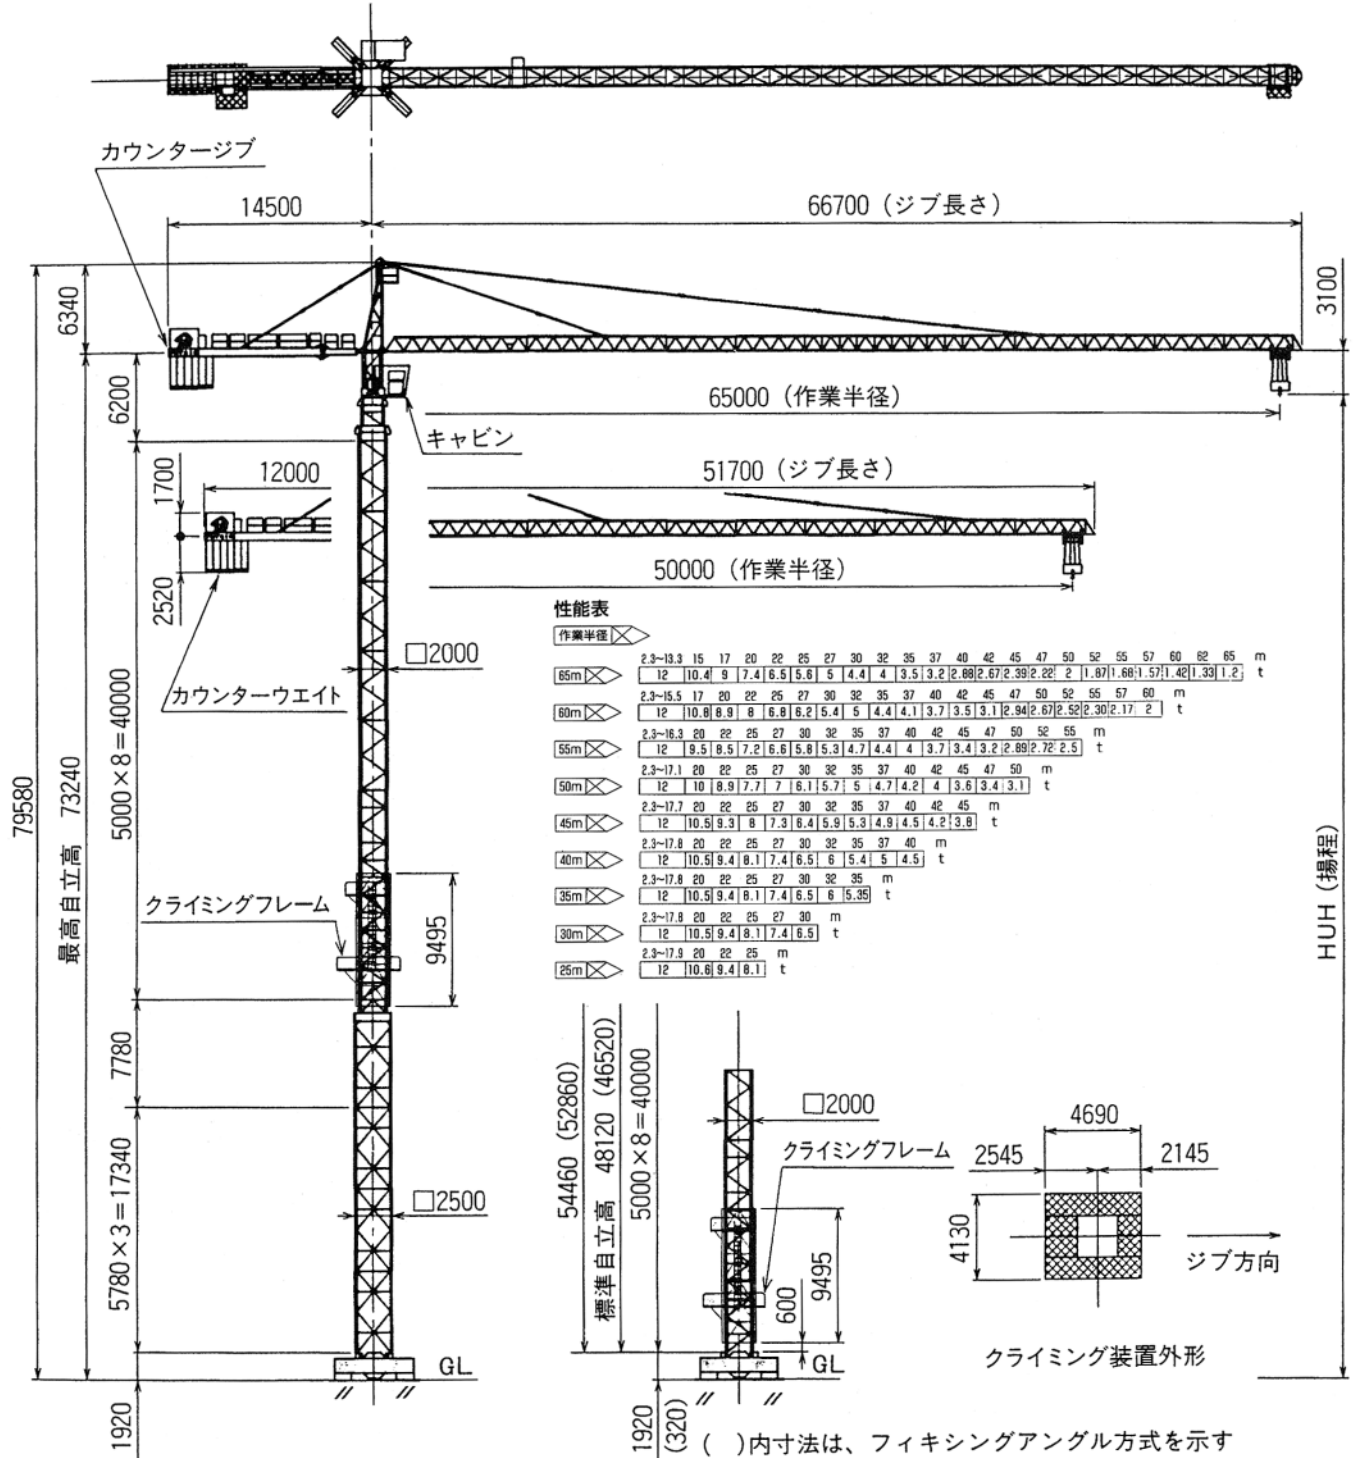 カウンタージブ
14500
66700 (ジブ長さ)
6340
3100
6200
65000 (作業半径)
キャビン
12000
51700 (ジブ長さ)
1700
2520
50000 (作業半径)
カウンターウエイト
□2000
79580
最高自立高 73240
5000×8=40000
クライミングフレーム
9495
7780
5780×3=17340
□2500
GL
1920
性能表
作業半径
2.3~13.3 15 17 20 22 25 27 30 32 35 37 40 42 45 47 50 52 55 57 60 62 65 m
65m 12 10.4 9 7.4 6.5 5.6 5 4.4 4 3.5 3.2 2.88 2.67 2.39 2.22 2 1.87 1.68 1.57 1.42 1.33 1.2 t
2.3~15.5 17 20 22 25 27 30 32 35 37 40 42 45 47 50 52 55 57 60 m
60m 12 10.8 8.9 8 6.8 6.2 5.4 5 4.4 4.1 3.7 3.5 3.1 2.94 2.67 2.52 2.30 2.17 2 t
2.3~16.3 20 22 25 27 30 32 35 37 40 42 45 47 50 52 55 m
55m 12 9.5 8.5 7.2 6.6 5.8 5.3 4.7 4.4 4 3.7 3.4 3.2 2.89 2.72 2.5 t
2.3~17.1 20 22 25 27 30 32 35 37 40 42 45 47 50 m
50m 12 10 8.9 7.7 7 6.1 5.7 5 4.7 4.2 4 3.6 3.4 3.1 t
2.3~17.7 20 22 25 27 30 32 35 37 40 42 45 m
45m 12 10.5 9.3 8 7.3 6.4 5.9 5.3 4.9 4.5 4.2 3.8 t
2.3~17.8 20 22 25 27 30 32 35 37 40 m
40m 12 10.5 9.4 8.1 7.4 6.5 6 5.4 5 4.5 t
2.3~17.8 20 22 25 27 30 32 35 m
35m 12 10.5 9.4 8.1 7.4 6.5 6 5.35 t
2.3~17.8 20 22 25 27 30 m
30m 12 10.5 9.4 8.1 7.4 6.5 t
2.3~17.9 20 22 25 m
25m 12 10.6 9.4 8.1 t
HUH (揚程)
54460 (52860)
標準自立高 48120 (46520)
5000×8=40000
□2000
クライミングフレーム
9495
600
GL
1920
(320)
4690
2545
2145
4130
ジブ方向
クライミング装置外形
( )内寸法は、フィキシングアングル方式を示す